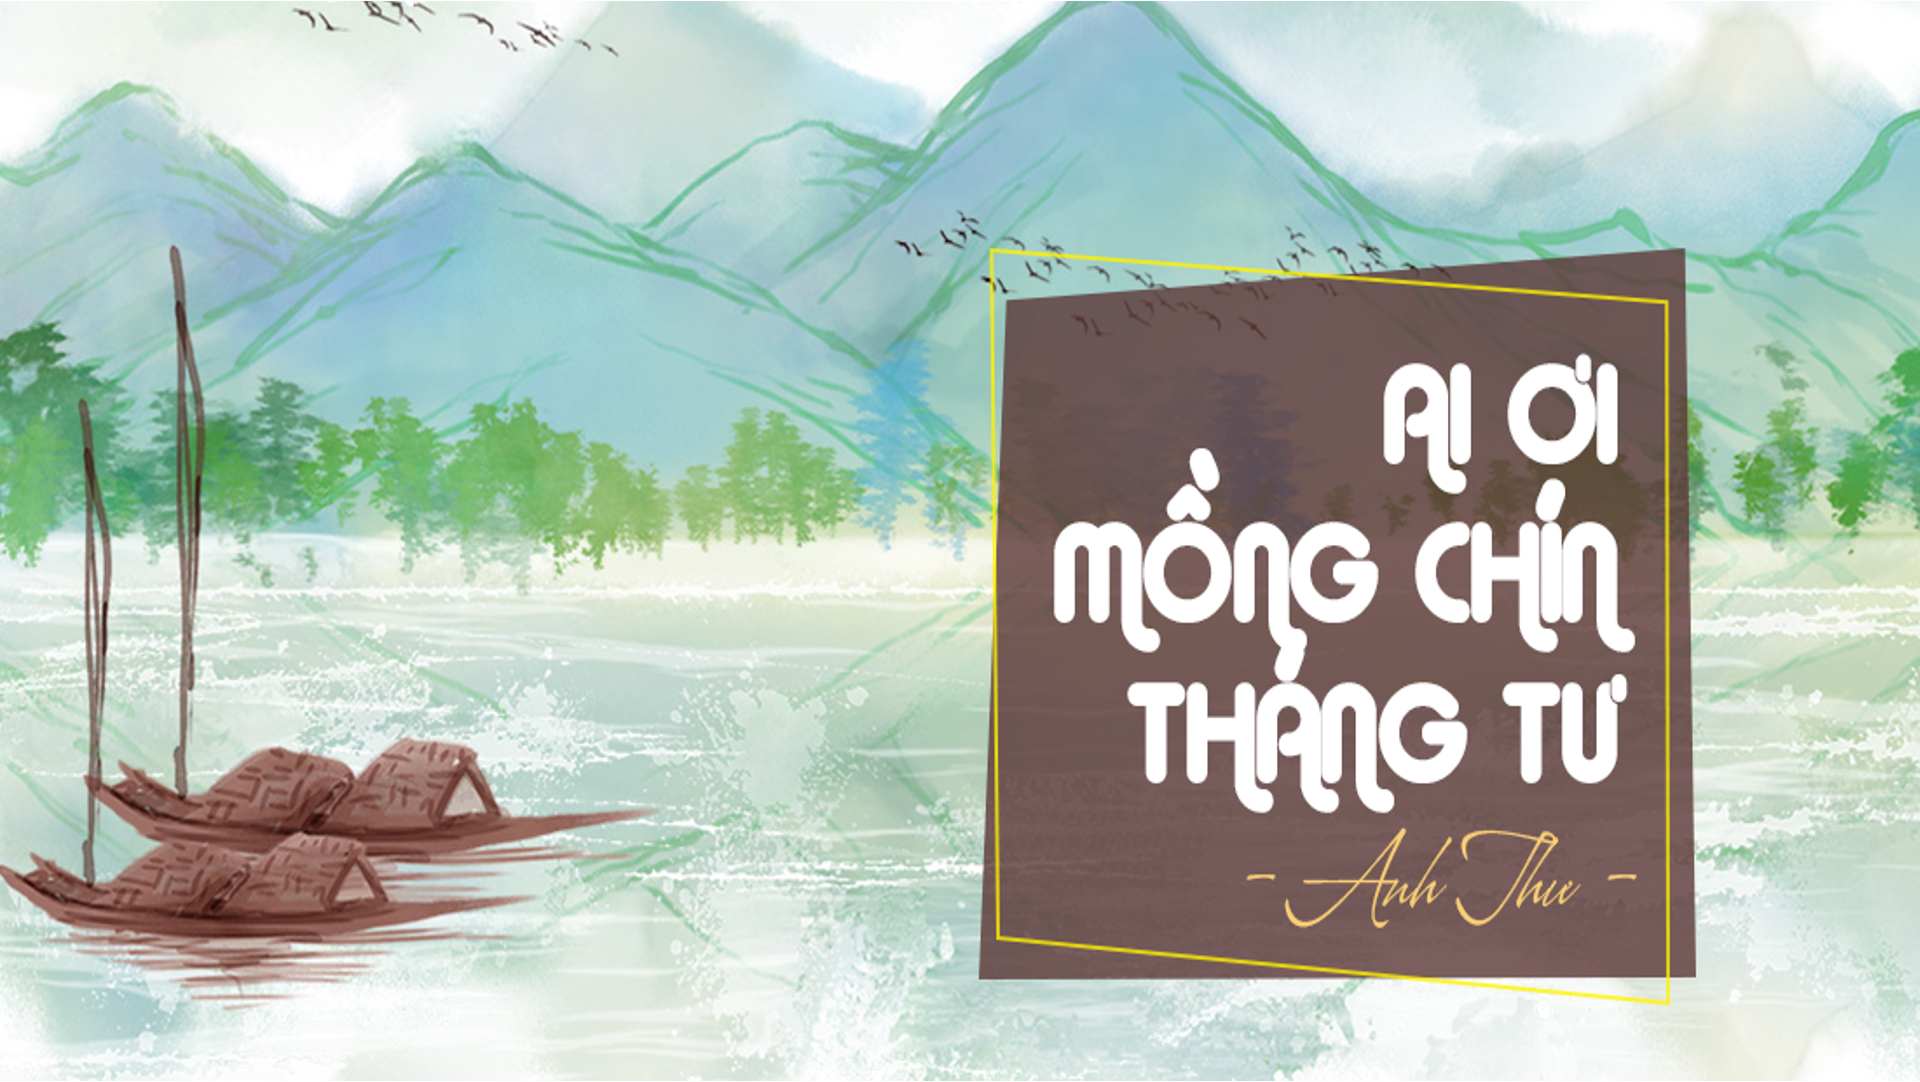 AI ƠI
MỒNG CHÍN
THÁNG TƯ
- Anh Thư -